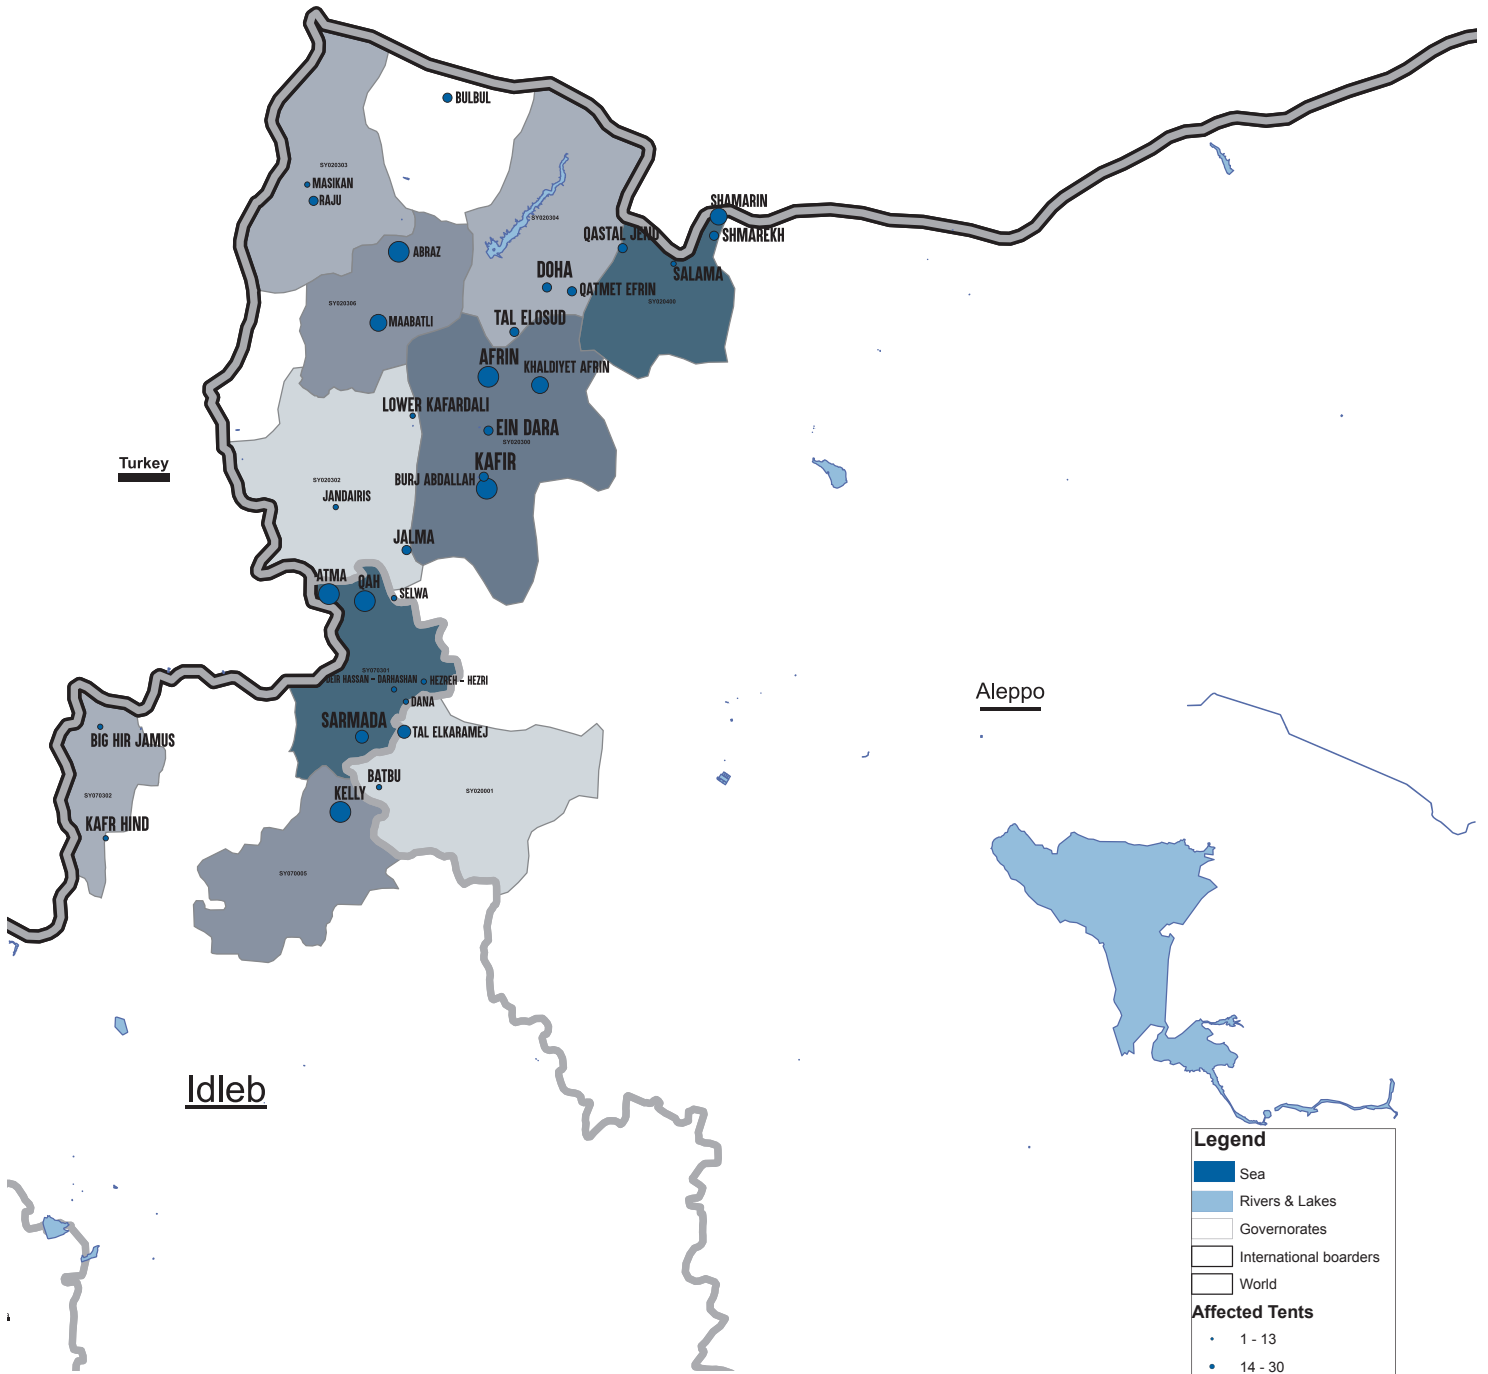 BULBUL
SY020303
MASIKAN
RAJU
SHAMARIN
SY020304
QASTAL JEND
SHMAREKH
ABRAZ
DOHA
SALAMA
QATMET EFRIN
SY020306
SY020400
MAABATLI
TAL ELOSUD
AFRIN
KHALDIYET AFRIN
LOWER KAFARDALI
EIN DARA
SY020300
Turkey
KAFIR
SY020302
BURJ ABDALLAH
JANDAIRIS
JALMA
ATMA
QAH
SELWA
SY070301
DEIR HASSAN - DARHASHAN
HEZREH - HEZRI
Aleppo
DANA
SARMADA
TAL ELKARAMEJ
BIG HIR JAMUS
BATBU
SY070302
KELLY
SY020001
KAFR HIND
SY070005
Idleb
Legend
Sea
Rivers & Lakes
Governorates
International boarders
World
Affected Tents
1 - 13
14 - 30